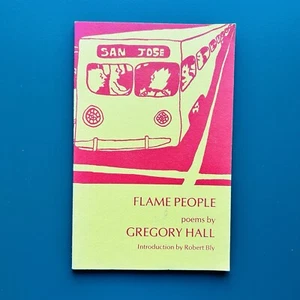 SAN JOSE
FLAME PEOPLE
poems by
GREGORY HALL
Introduction by Robert Bly